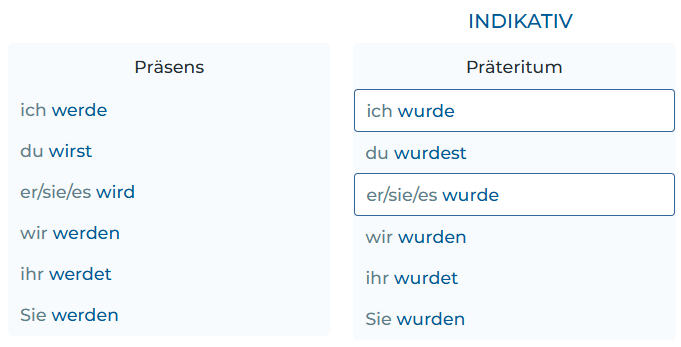 INDIKATIV
Präsens
ich werde
du wirst
er/sie/es wird
wir werden
ihr werdet
Sie werden
Präteritum
ich wurde
du wurdest
er/sie/es wurde
wir wurden
ihr wurdet
Sie wurden